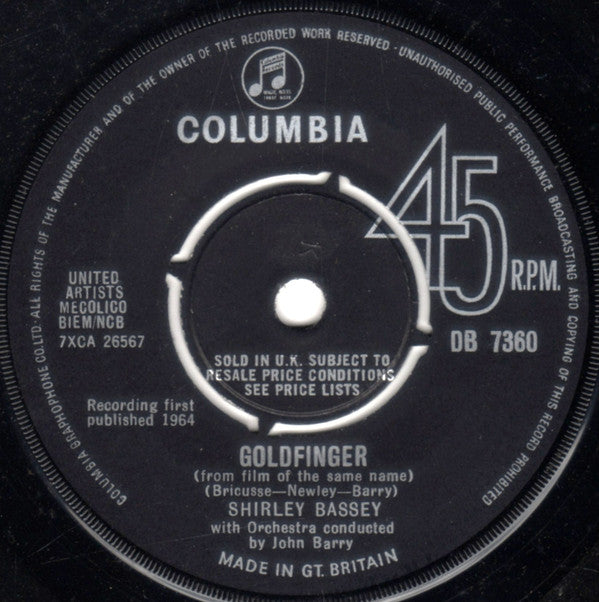 COLUMBIA GRAPHOPHONE CO. LTD. ALL RIGHTS OF THE MANUFACTURER AND OF THE OWNER OF THE RECORDED WORK RESERVED · UNAUTHORISED PUBLIC PERFORMANCE BROADCASTING AND COPYING OF THIS RECORD PROHIBITED
COLUMBIA
45
R.P.M.
UNITED
ARTISTS
MECOLICO
BIEM/NCB
7XCA 26567
DB 7360
SOLD IN U.K. SUBJECT TO
RESALE PRICE CONDITIONS
SEE PRICE LISTS
Recording first
published 1964
GOLDFINGER
(from film of the same name)
(Bricusse—Newley—Barry)
SHIRLEY BASSEY
with Orchestra conducted
by John Barry
MADE IN GT. BRITAIN